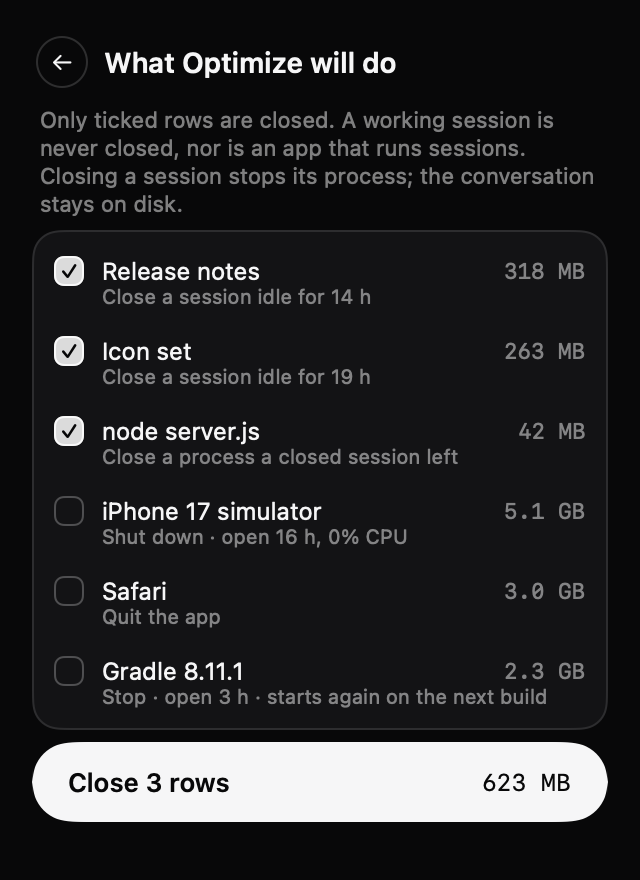 What Optimize will do
Only ticked rows are closed. A working session is
never closed, nor is an app that runs sessions.
Closing a session stops its process; the conversation
stays on disk.
Release notes 318 MB
Close a session idle for 14 h
Icon set 263 MB
Close a session idle for 19 h
node server.js 42 MB
Close a process a closed session left
iPhone 17 simulator 5.1 GB
Shut down · open 16 h, 0% CPU
Safari 3.0 GB
Quit the app
Gradle 8.11.1 2.3 GB
Stop · open 3 h · starts again on the next build
Close 3 rows 623 MB